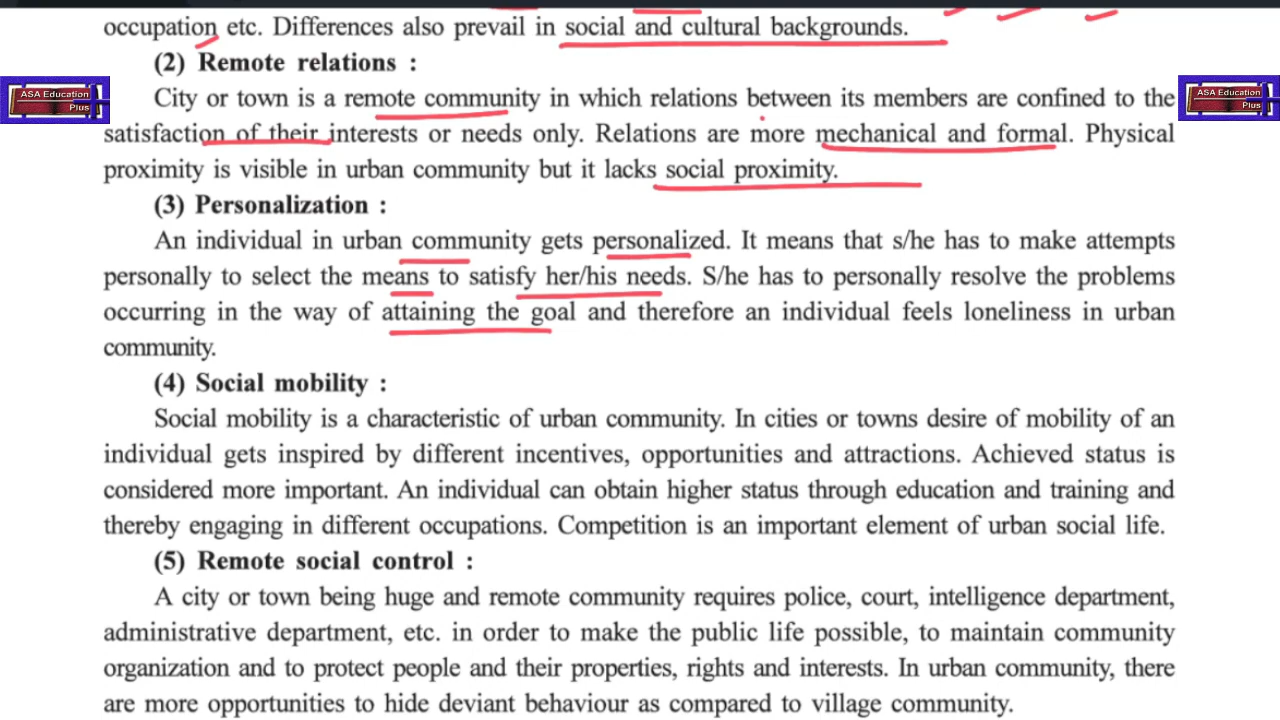 occupation etc. Differences also prevail in social and cultural backgrounds.
(2) Remote relations :
ASA Education
Plus
ASA Education
Plus
City or town is a remote community in which relations between its members are confined to the
satisfaction of their interests or needs only. Relations are more mechanical and formal. Physical
proximity is visible in urban community but it lacks social proximity.
(3) Personalization :
An individual in urban community gets personalized. It means that s/he has to make attempts
personally to select the means to satisfy her/his needs. S/he has to personally resolve the problems
occurring in the way of attaining the goal and therefore an individual feels loneliness in urban
community.
(4) Social mobility :
Social mobility is a characteristic of urban community. In cities or towns desire of mobility of an
individual gets inspired by different incentives, opportunities and attractions. Achieved status is
considered more important. An individual can obtain higher status through education and training and
thereby engaging in different occupations. Competition is an important element of urban social life.
(5) Remote social control :
A city or town being huge and remote community requires police, court, intelligence department,
administrative department, etc. in order to make the public life possible, to maintain community
organization and to protect people and their properties, rights and interests. In urban community, there
are more opportunities to hide deviant behaviour as compared to village community.